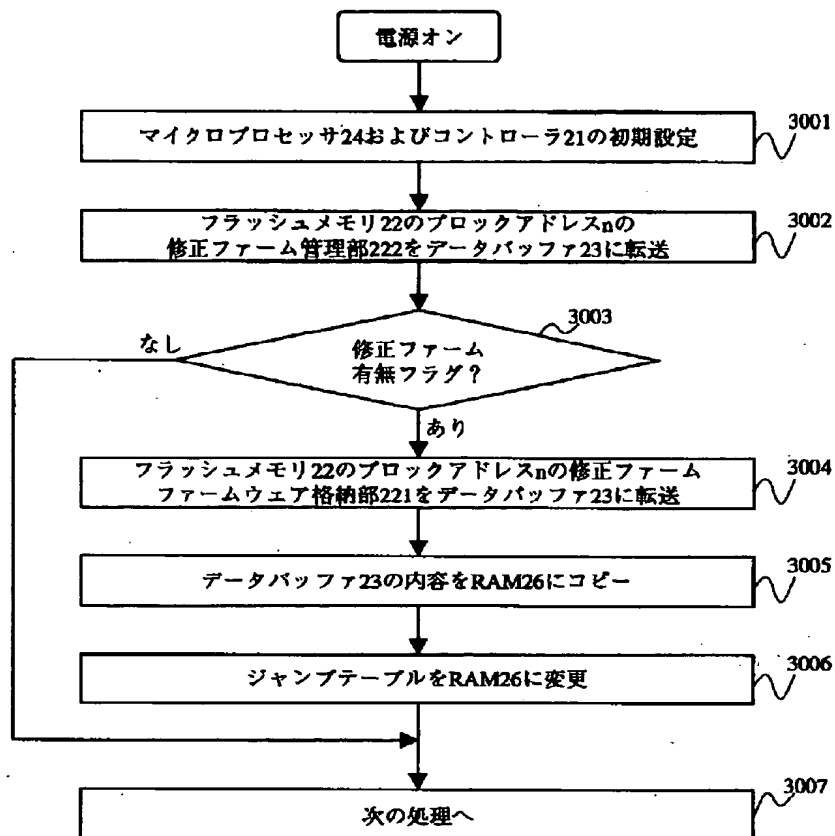 電源オン
マイクロプロセッサ24およびコントローラ21の初期設定
3001
フラッシュメモリ22のブロックアドレスnの
修正ファーム管理部222をデータバッファ23に転送
3002
3003
なし
修正ファーム
有無フラグ?
あり
フラッシュメモリ22のブロックアドレスnの修正ファーム
ファームウェア格納部221をデータバッファ23に転送
3004
データバッファ23の内容をRAM26にコピー
3005
ジャンプテーブルをRAM26に変更
3006
次の処理へ
3007